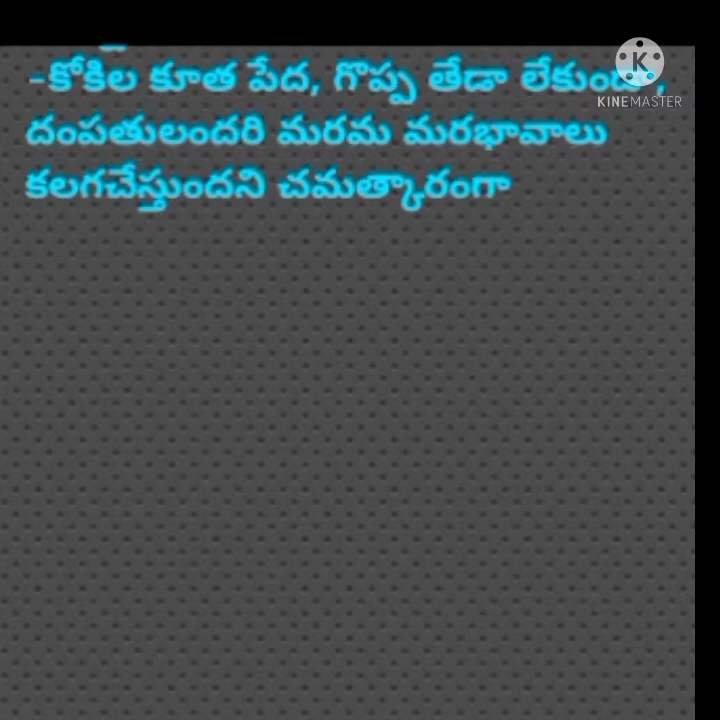 -కోకిల కూత పేద, గొప్ప తేడా లేకుండా,
KINEMASTER
దంపతులందరి మరమ మరభావాలు
కలగచేస్తుందని చమత్కారంగా